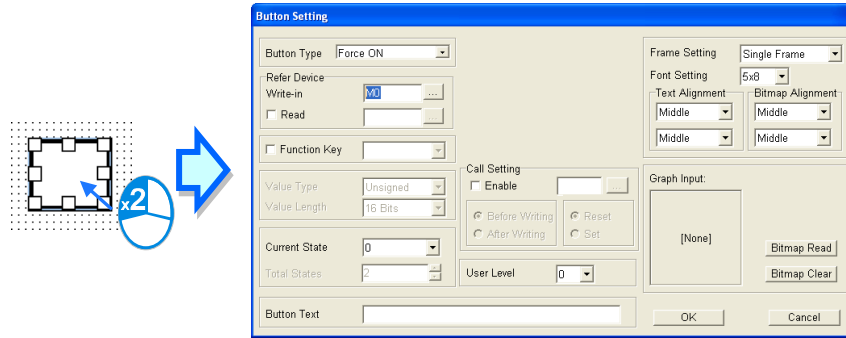 x2
Button Setting
Button Type Force ON
Refer Device
Write-in M0 ...
Read ...
Function Key
Value Type Unsigned
Value Length 16 Bits
Current State 0
Total States 2
Button Text
Call Setting
Enable ...
Before Writing Reset
After Writing Set
User Level 0
Frame Setting Single Frame
Font Setting 5x8
Text Alignment Bitmap Alignment
Middle Middle
Middle Middle
Graph Input:
[None]
Bitmap Read
Bitmap Clear
OK Cancel